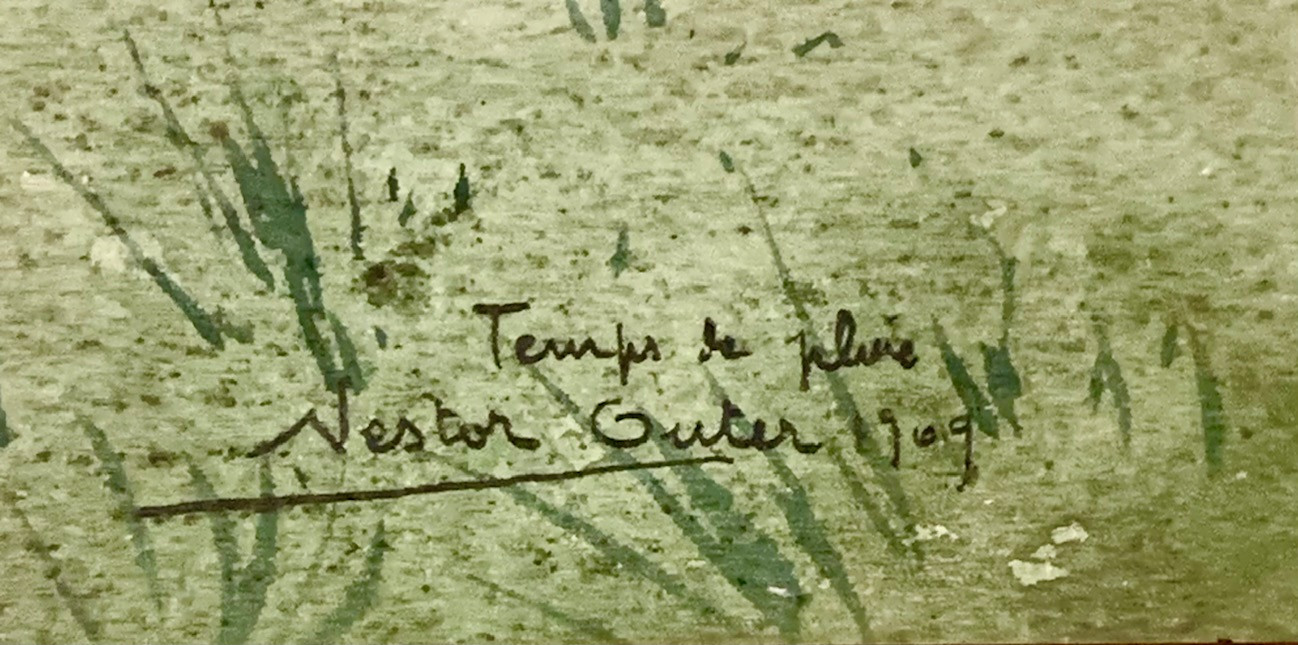 Temps de pluie
Nestor Outer 1909